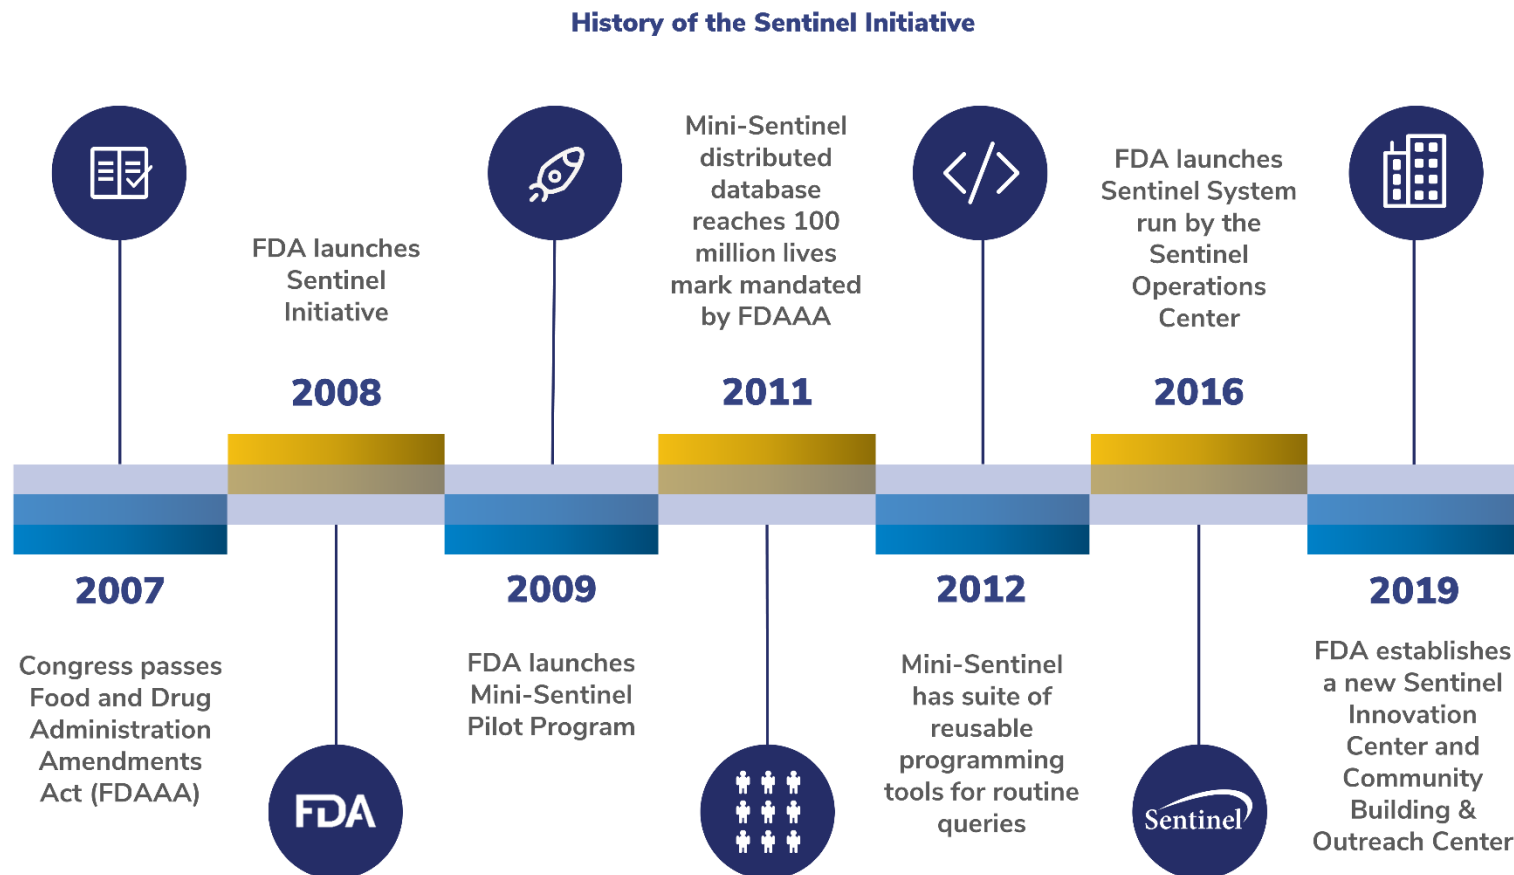 History of the Sentinel Initiative
2007
Congress passes
Food and Drug
Administration
Amendments
Act (FDAAA)
FDA launches
Sentinel
Initiative
2008
FDA
2009
FDA launches
Mini-Sentinel
Pilot Program
Mini-Sentinel
distributed
database
reaches 100
million lives
mark mandated
by FDAAA
2011
</>
2012
Mini-Sentinel
has suite of
reusable
programming
tools for routine
queries
FDA launches
Sentinel System
run by the
Sentinel
Operations
Center
2016
Sentinel
2019
FDA establishes
a new Sentinel
Innovation
Center and
Community
Building &
Outreach Center